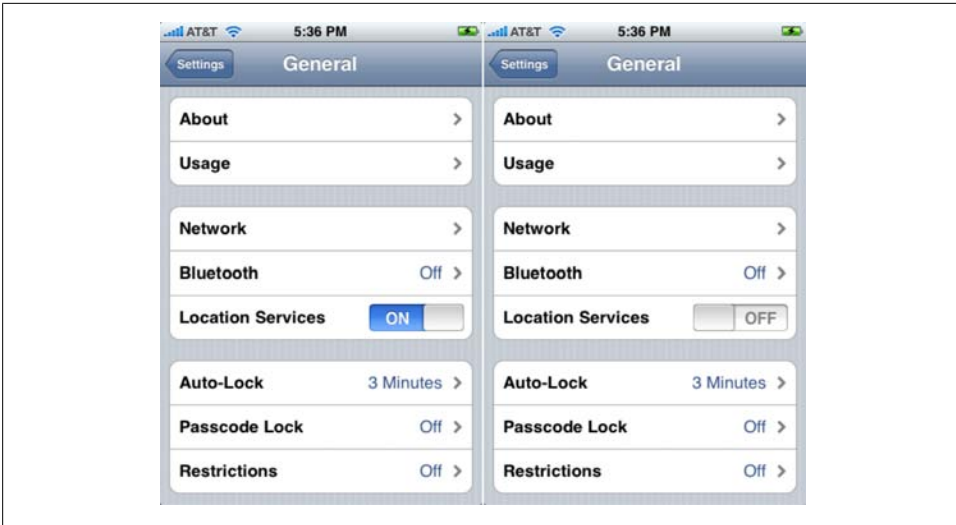 AT&T 5:36 PM
Settings General
About
Usage
Network
Bluetooth Off
Location Services ON
Auto-Lock 3 Minutes
Passcode Lock Off
Restrictions Off
AT&T 5:36 PM
Settings General
About
Usage
Network
Bluetooth Off
Location Services OFF
Auto-Lock 3 Minutes
Passcode Lock Off
Restrictions Off